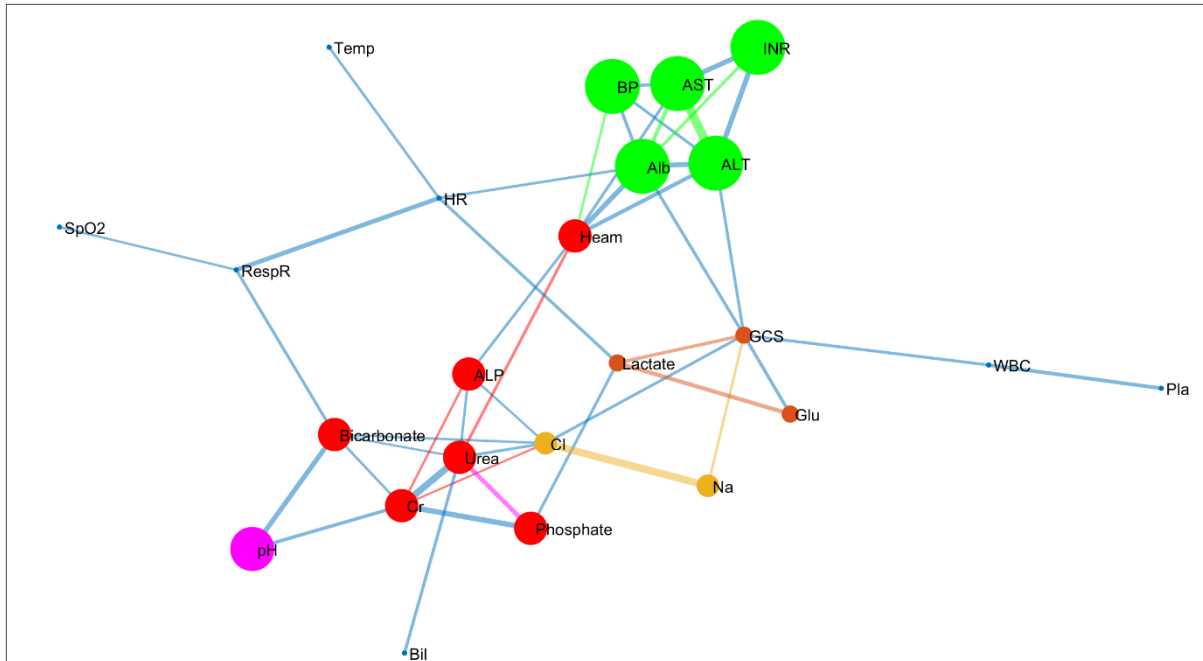 Temp
INR
BP
AST
Alb
ALT
HR
SpO2
Heam
RespR
GCS
Lactate
WBC
ALP
Pla
Glu
Bicarbonate
Cl
Urea
Na
Cr
Phosphate
pH
Bil